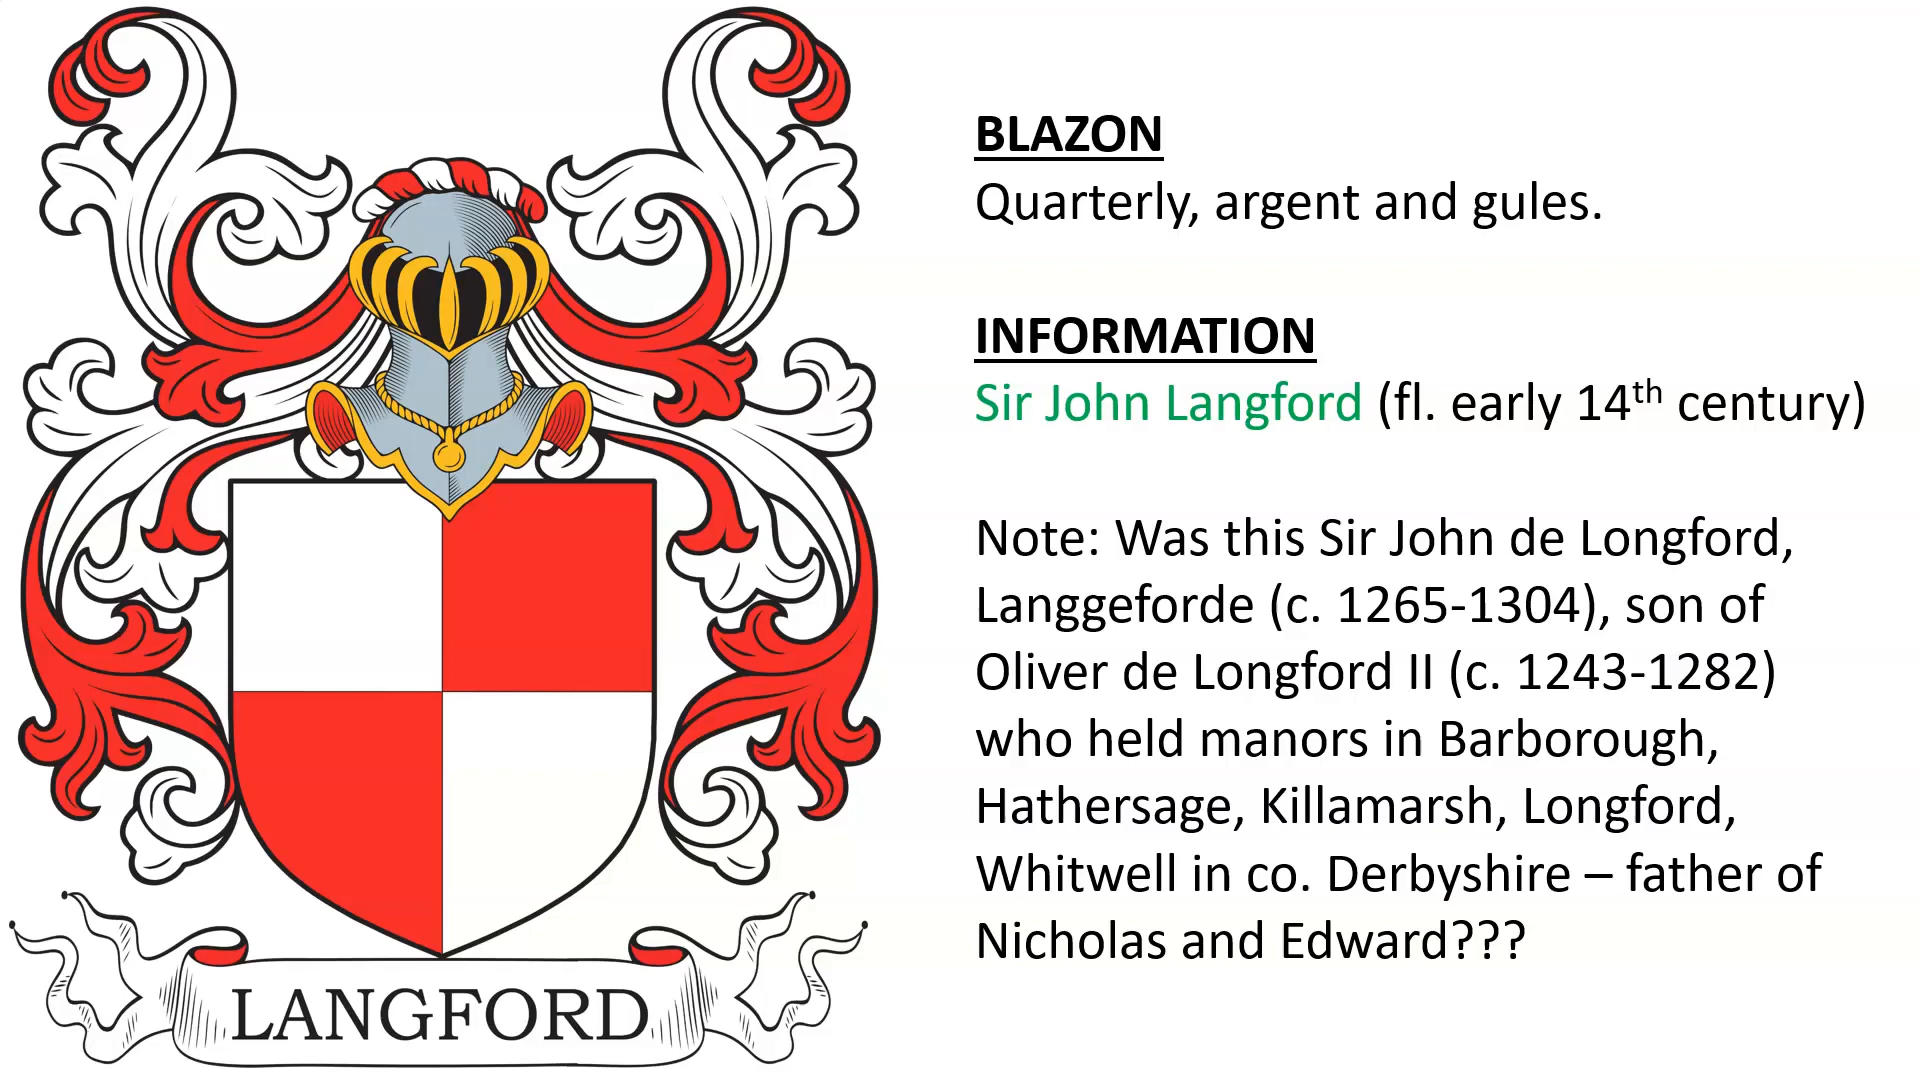 BLAZON
Quarterly, argent and gules.
INFORMATION
Sir John Langford (fl. early 14th century)
Note: Was this Sir John de Longford,
Langgeforde (c. 1265-1304), son of
Oliver de Longford II (c. 1243-1282)
who held manors in Barborough,
Hathersage, Killamarsh, Longford,
Whitwell in co. Derbyshire – father of
Nicholas and Edward???
LANGFORD